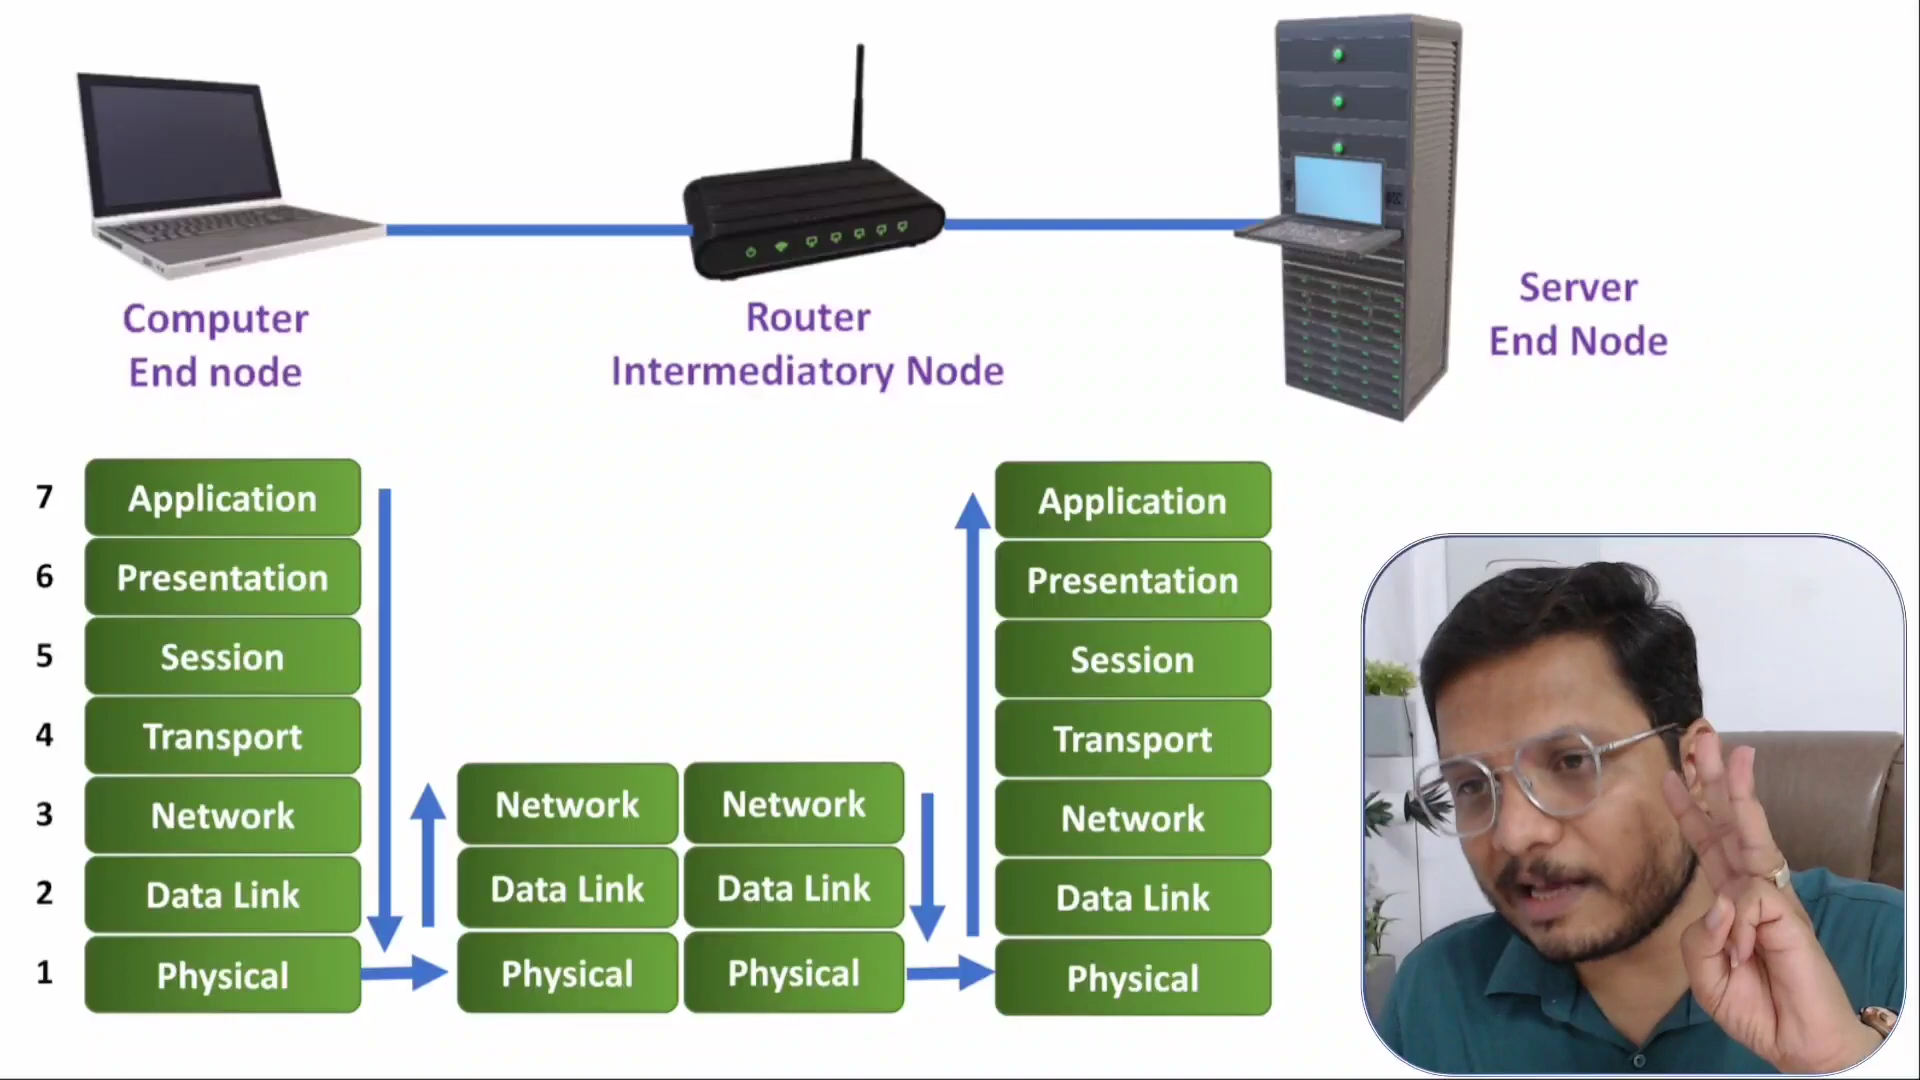 Computer
End node
Router
Intermediatory Node
Server
End Node
7
Application
6
Presentation
5
Session
4
Transport
3
Network
2
Data Link
1
Physical
Network
Data Link
Physical
Network
Data Link
Physical
Application
Presentation
Session
Transport
Network
Data Link
Physical